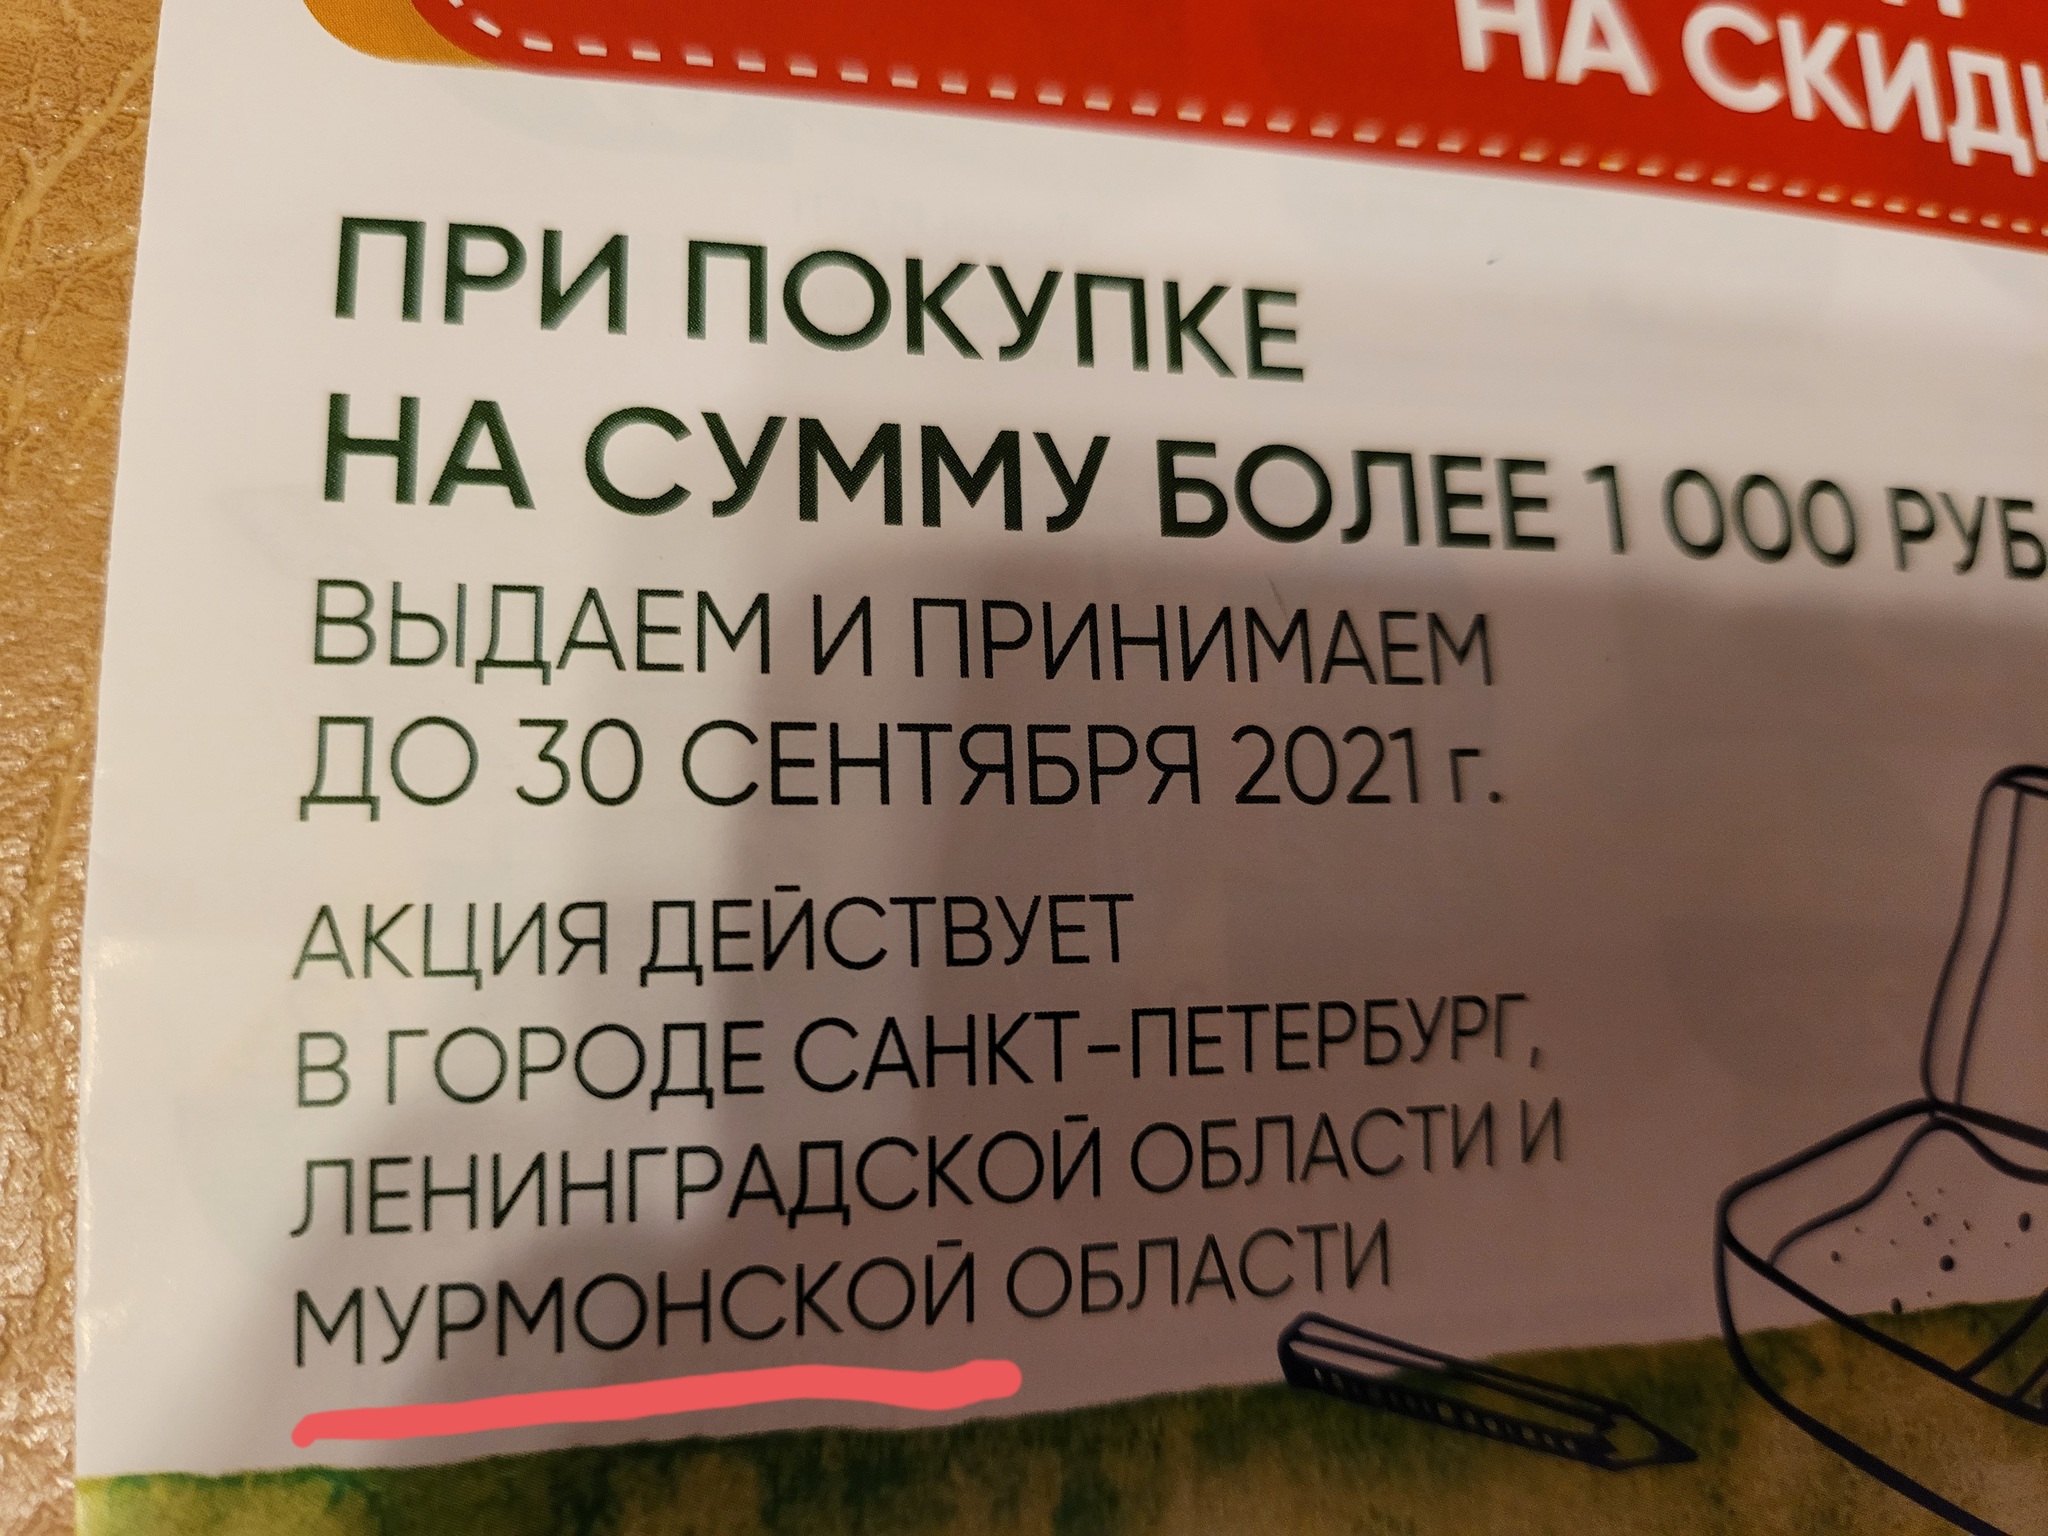 НА СКИДК
ПРИ ПОКУПКЕ
НА СУММУ БОЛЕЕ 1 000 РУБ
ВЫДАЕМ И ПРИНИМАЕМ
ДО 30 СЕНТЯБРЯ 2021 г.
АКЦИЯ ДЕЙСТВУЕТ
В ГОРОДЕ САНКТ-ПЕТЕРБУРГ,
ЛЕНИНГРАДСКОЙ ОБЛАСТИ И
МУРМОНСКОЙ ОБЛАСТИ